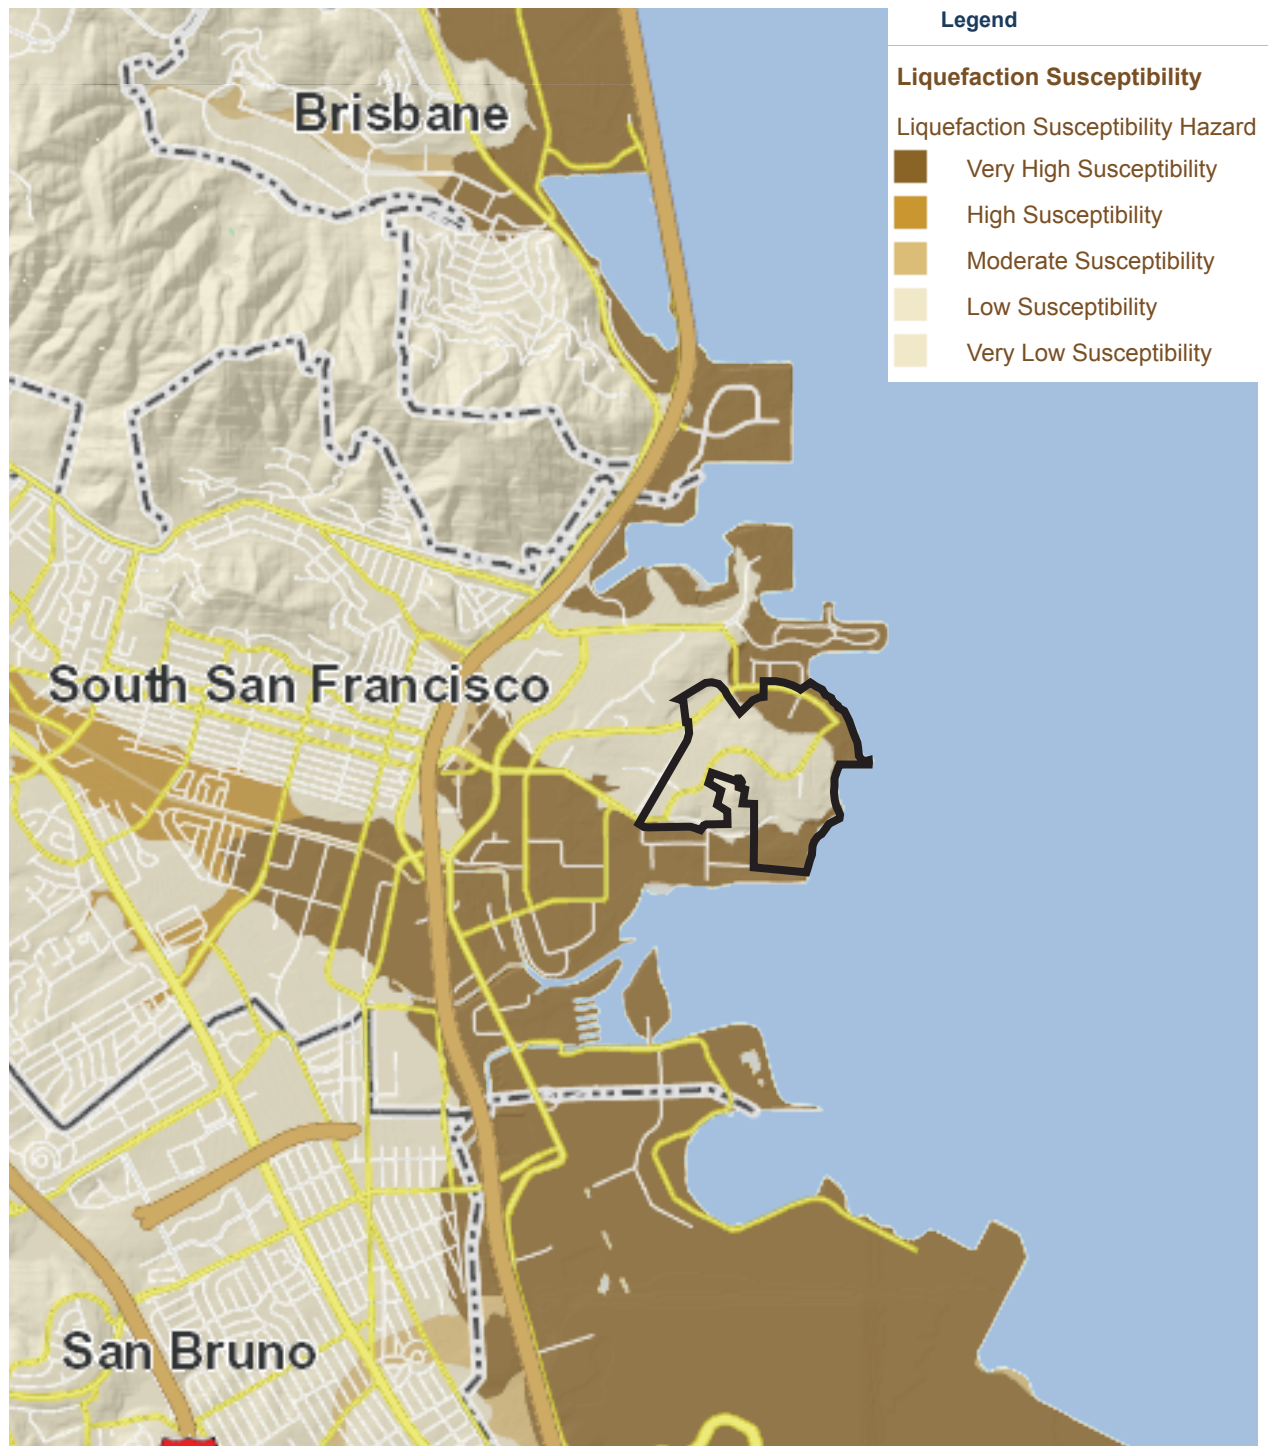 Legend
Liquefaction Susceptibility
Liquefaction Susceptibility Hazard
Very High Susceptibility
High Susceptibility
Moderate Susceptibility
Low Susceptibility
Very Low Susceptibility
Brisbane
South San Francisco
San Bruno